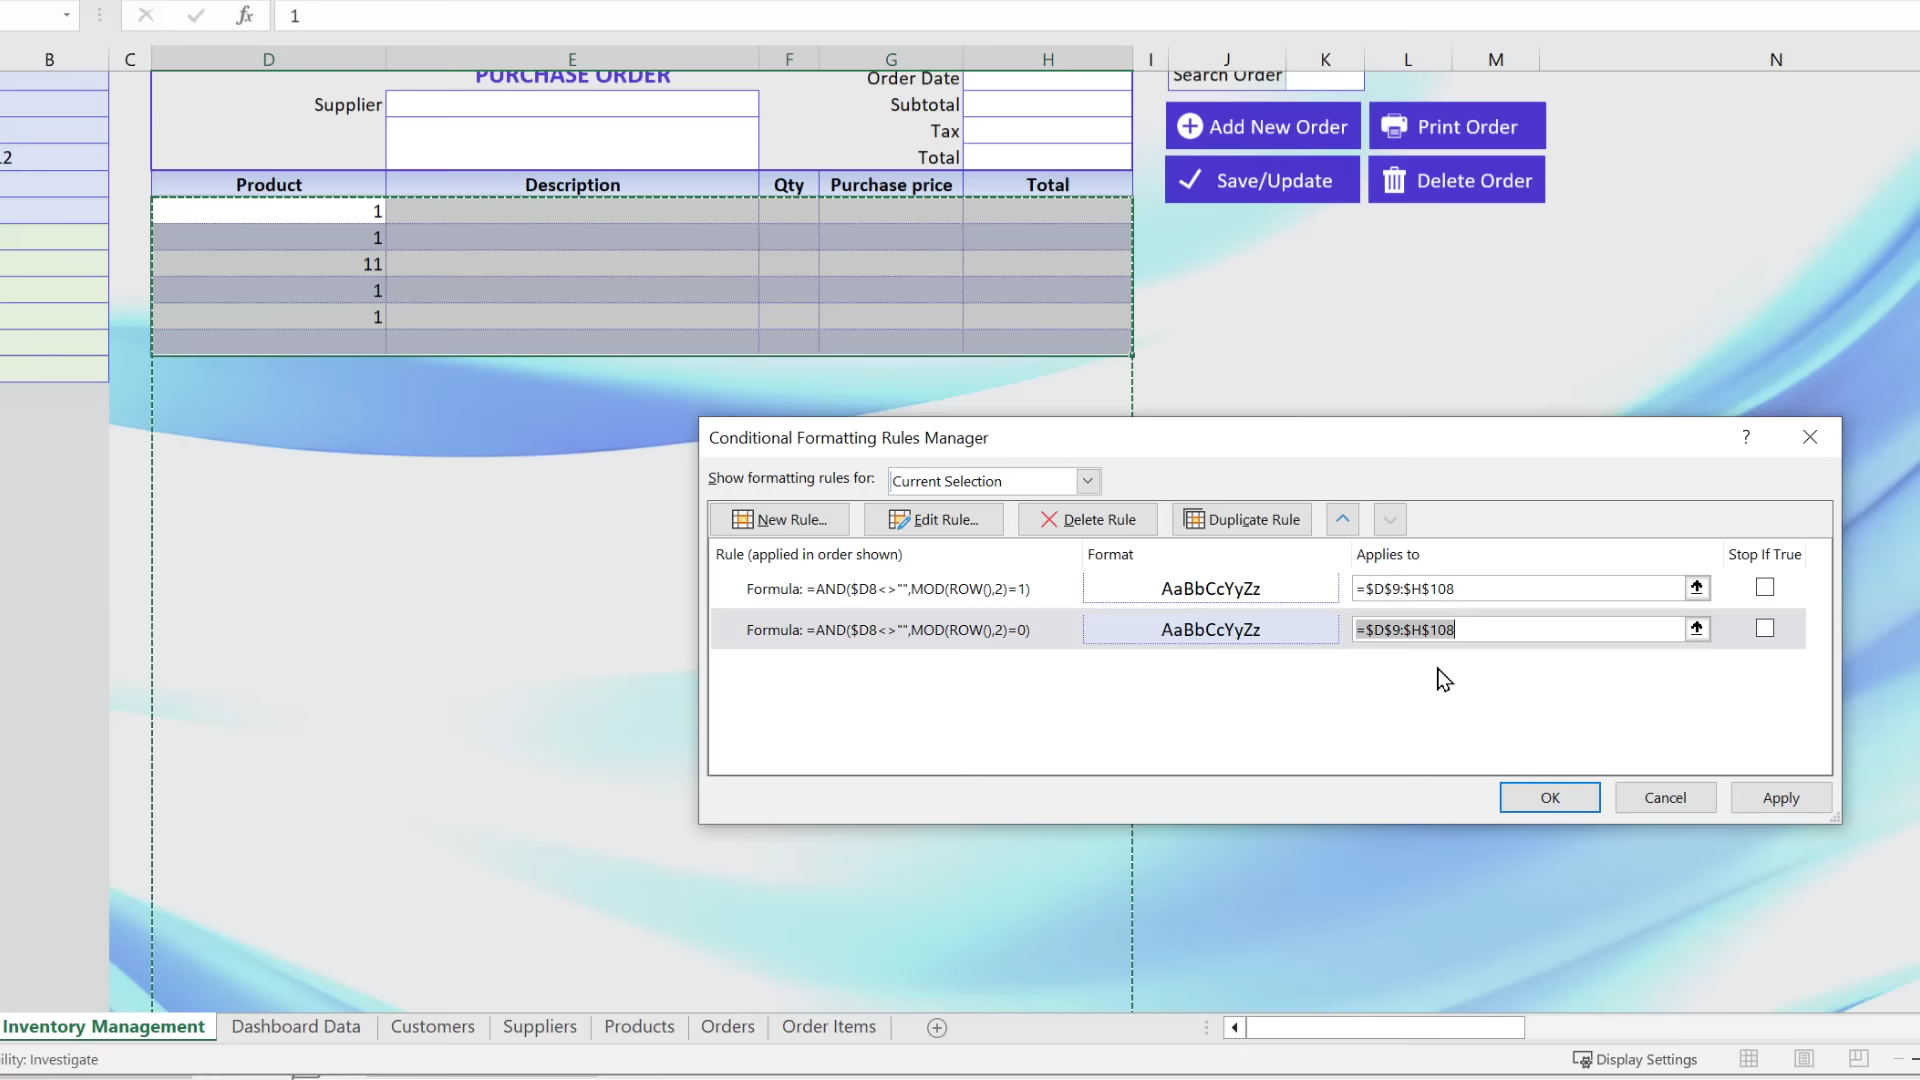 fx 1
B C D E F G H I J K L M N
PURCHASE ORDER
Order Date
Search Order
Supplier
Subtotal
Tax
.2
Total
Add New Order
Print Order
Save/Update
Delete Order
Product Description Qty Purchase price Total
1
1
11
1
1
Conditional Formatting Rules Manager ?
Show formatting rules for: Current Selection
New Rule... Edit Rule... Delete Rule Duplicate Rule
Rule (applied in order shown) Format Applies to Stop If True
Formula: =AND($D8<>"",MOD(ROW(),2)=1) AaBbCcYyZz =$D$9:$H$108
Formula: =AND($D8<>"",MOD(ROW(),2)=0) AaBbCcYyZz =$D$9:$H$108
OK Cancel Apply
Inventory Management Dashboard Data Customers Suppliers Products Orders Order Items
ility: Investigate
Display Settings